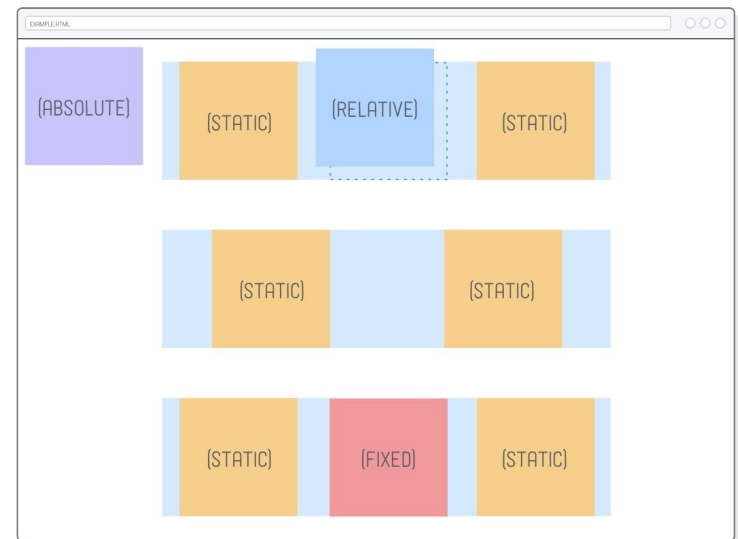 EXAMPLE.HTML
(ABSOLUTE)
(STATIC)
(RELATIVE)
(STATIC)
(STATIC)
(STATIC)
(STATIC)
(FIXED)
(STATIC)